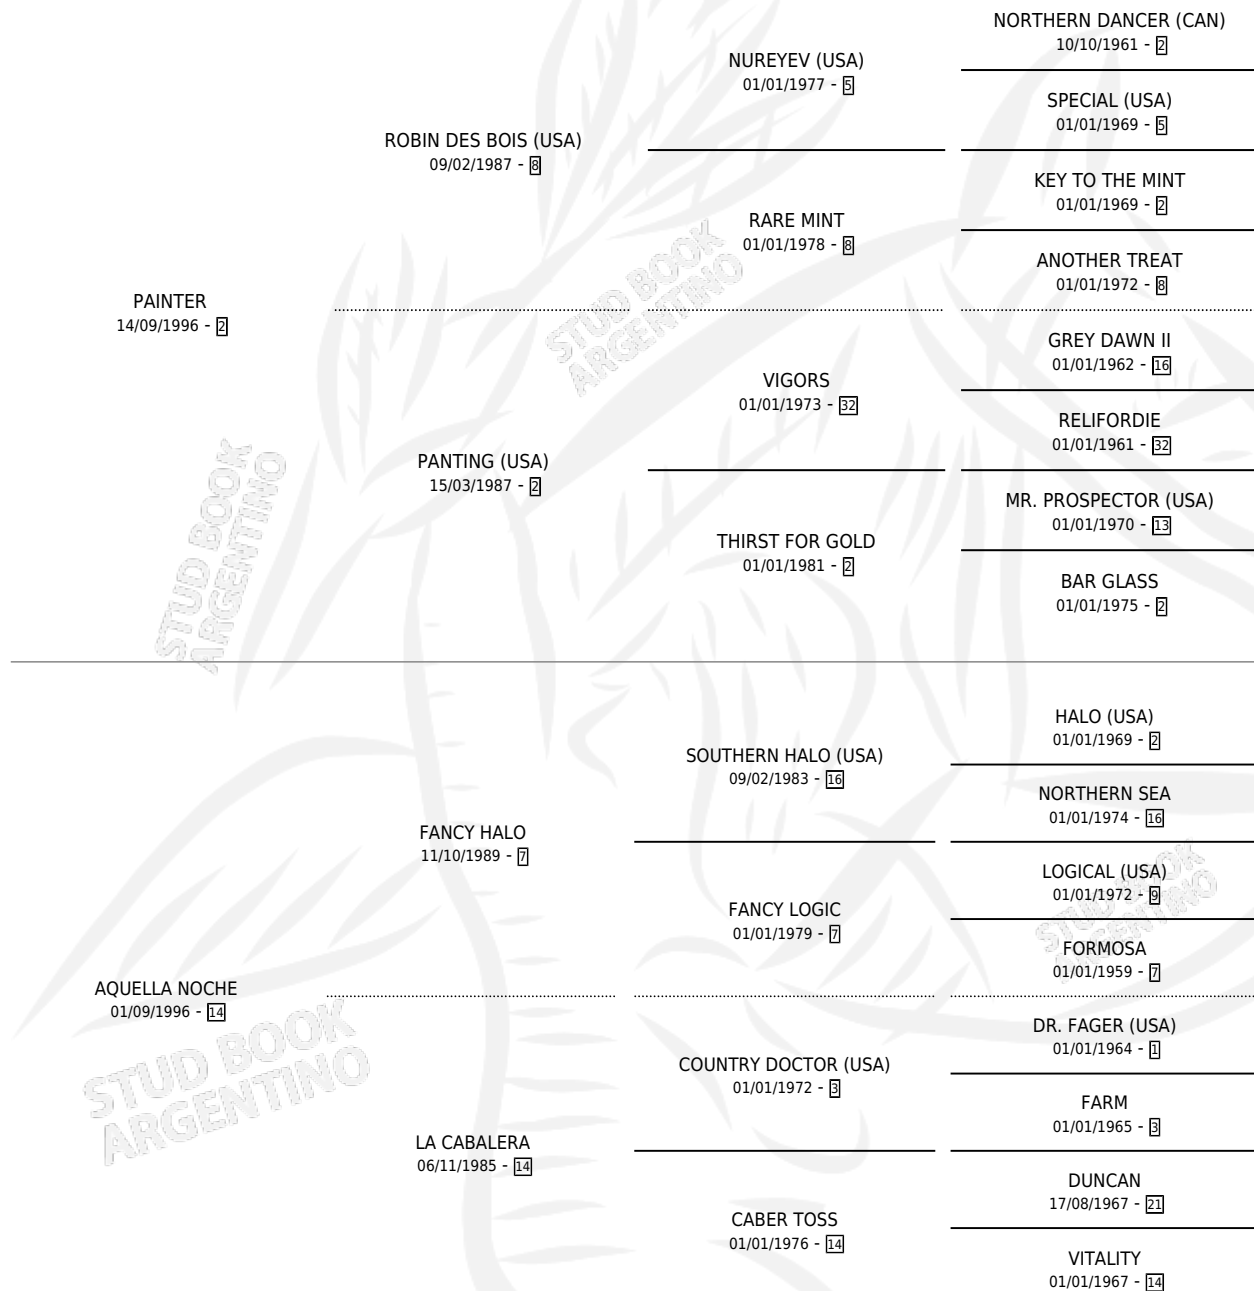 NORTHERN DANCER (CAN)
10/10/1961 - 2
NUREYEV (USA)
01/01/1977 - 5
SPECIAL (USA)
01/01/1969 - 5
ROBIN DES BOIS (USA)
09/02/1987 - 8
KEY TO THE MINT
01/01/1969 - 2
RARE MINT
01/01/1978 - 8
ANOTHER TREAT
01/01/1972 - 8
PAINTER
14/09/1996 - 2
GREY DAWN II
01/01/1962 - 16
VIGORS
01/01/1973 - 32
RELIFORDIE
01/01/1961 - 32
PANTING (USA)
15/03/1987 - 2
MR. PROSPECTOR (USA)
01/01/1970 - 13
THIRST FOR GOLD
01/01/1981 - 2
BAR GLASS
01/01/1975 - 2
HALO (USA)
01/01/1969 - 2
SOUTHERN HALO (USA)
09/02/1983 - 16
NORTHERN SEA
01/01/1974 - 16
FANCY HALO
11/10/1989 - 7
LOGICAL (USA)
01/01/1972 - 9
FANCY LOGIC
01/01/1979 - 7
FORMOSA
01/01/1959 - 7
AQUELLA NOCHE
01/09/1996 - 14
DR. FAGER (USA)
01/01/1964 - 1
COUNTRY DOCTOR (USA)
01/01/1972 - 3
FARM
01/01/1965 - 3
LA CABALERA
06/11/1985 - 14
DUNCAN
17/08/1967 - 21
CABER TOSS
01/01/1976 - 14
VITALITY
01/01/1967 - 14
STUD BOOK
ARGENTINO
STUD BOOK
ARGENTINO
STUD BOOK
ARGENTINO
STUD BOOK
ARGENTINO